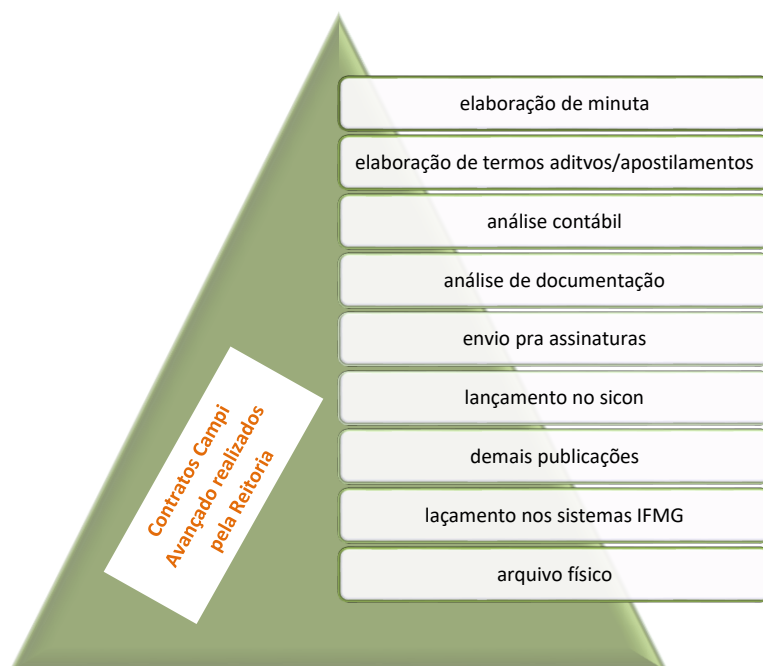 elaboração de minuta
elaboração de termos aditvos/apostilamentos
análise contábil
análise de documentação
envio pra assinaturas
lançamento no sicon
demais publicações
laçamento nos sistemas IFMG
arquivo físico
Contratos Campi
Avançado realizados
pela Reitoria